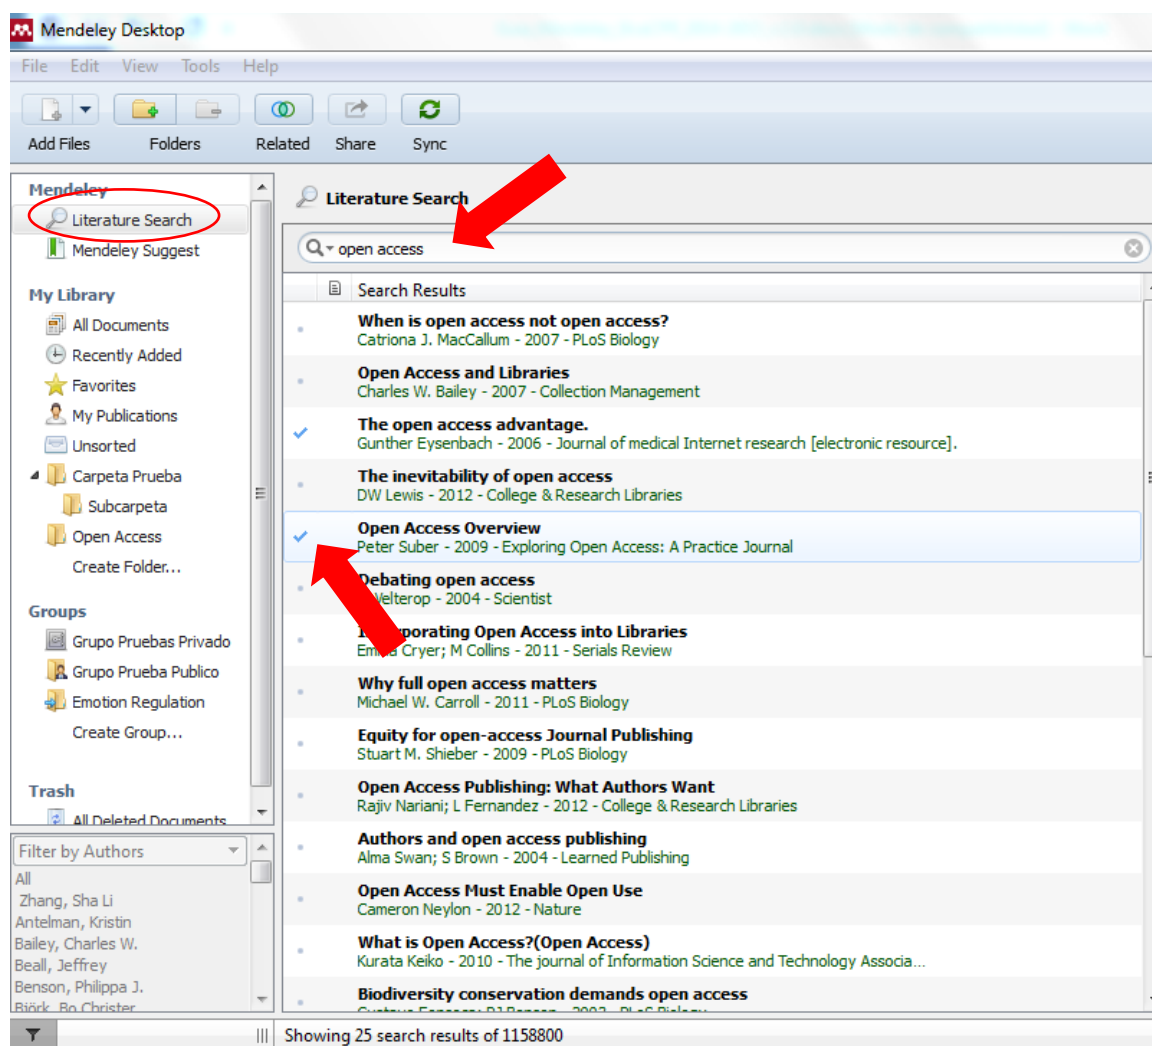 Mendeley Desktop
File Edit View Tools Help
Add Files Folders Related Share Sync
Mendeley
Literature Search
Mendeley Suggest
My Library
All Documents
Recently Added
Favorites
My Publications
Unsorted
Carpeta Prueba
Subcarpeta
Open Access
Create Folder...
Groups
Grupo Pruebas Privado
Grupo Prueba Publico
Emotion Regulation
Create Group...
Trash
All Deleted Documents
Filter by Authors
All
Zhang, Sha Li
Antelman, Kristin
Bailey, Charles W.
Beall, Jeffrey
Benson, Philippa J.
Björk, Bo Christer
Literature Search
open access
Search Results
When is open access not open access?
Catriona J. MacCallum - 2007 - PLoS Biology
Open Access and Libraries
Charles W. Bailey - 2007 - Collection Management
The open access advantage.
Gunther Eysenbach - 2006 - Journal of medical Internet research [electronic resource].
The inevitability of open access
DW Lewis - 2012 - College & Research Libraries
Open Access Overview
Peter Suber - 2009 - Exploring Open Access: A Practice Journal
Debating open access
Velterop - 2004 - Scientist
Open Access into Libraries
Cryer; M Collins - 2011 - Serials Review
Why full open access matters
Michael W. Carroll - 2011 - PLoS Biology
Equity for open-access Journal Publishing
Stuart M. Shieber - 2009 - PLoS Biology
Open Access Publishing: What Authors Want
Rajiv Nariani; L Fernandez - 2012 - College & Research Libraries
Authors and open access publishing
Alma Swan; S Brown - 2004 - Learned Publishing
Open Access Must Enable Open Use
Cameron Neylon - 2012 - Nature
What is Open Access?(Open Access)
Kurata Keiko - 2010 - The journal of Information Science and Technology Associa...
Biodiversity conservation demands open access
Showing 25 search results of 1158800